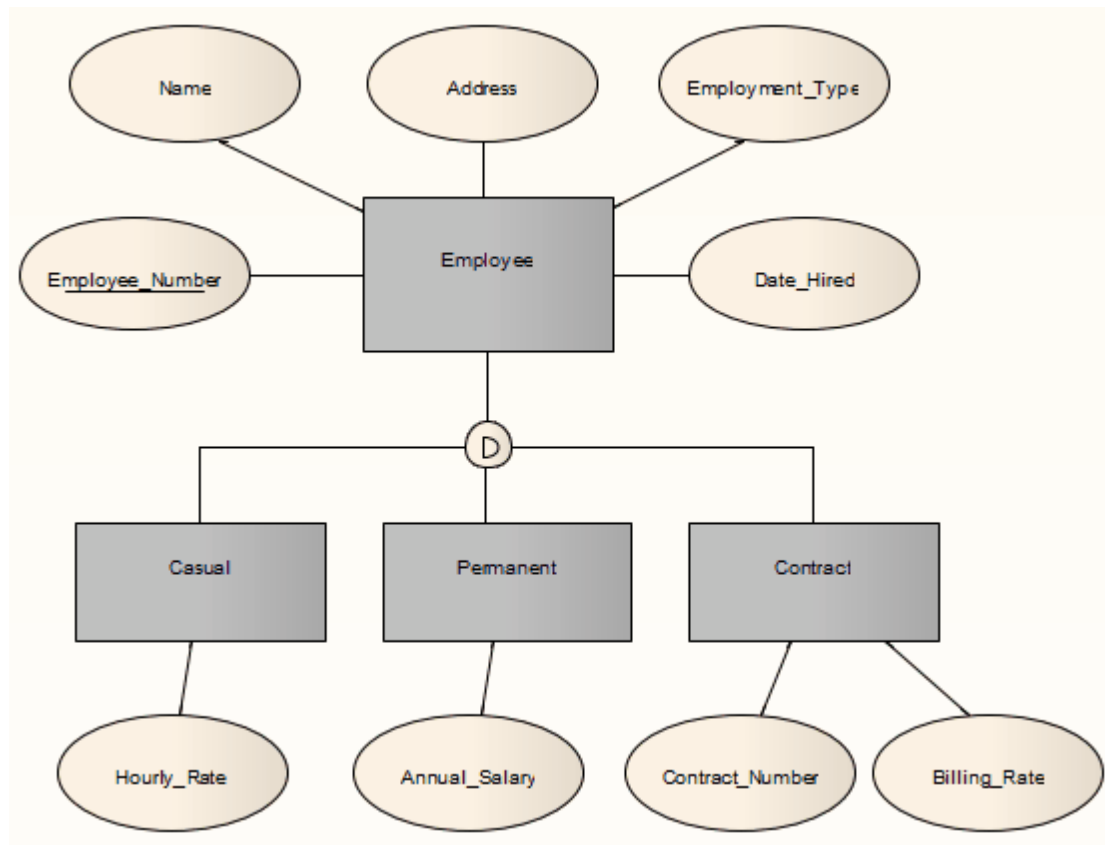 Name
Address
Employment_Type
Employee_Number
Employee
Date_Hired
D
Casual
Permanent
Contract
Hourly_Rate
Annual_Salary
Contract_Number
Billing_Rate